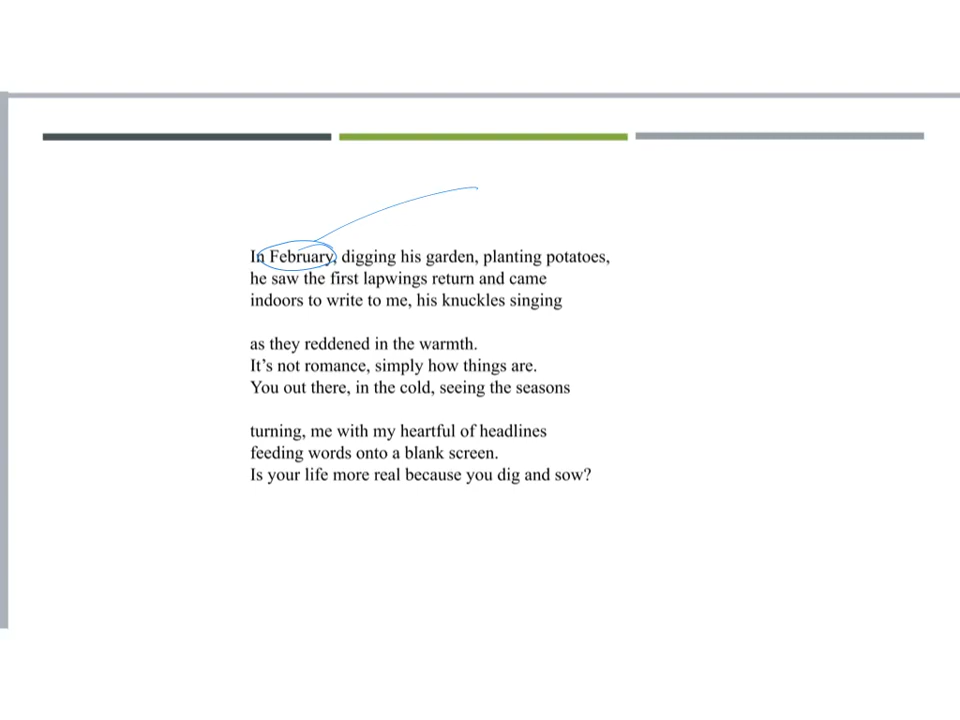 In February, digging his garden, planting potatoes,
he saw the first lapwings return and came
indoors to write to me, his knuckles singing
as they reddened in the warmth.
It’s not romance, simply how things are.
You out there, in the cold, seeing the seasons
turning, me with my heartful of headlines
feeding words onto a blank screen.
Is your life more real because you dig and sow?